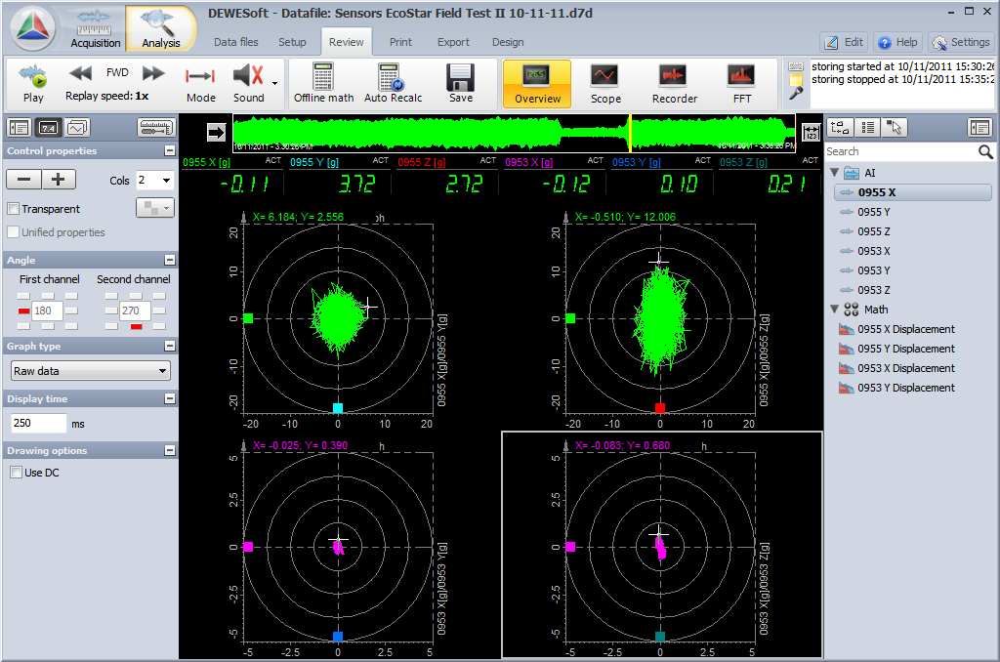 DEWESoft - Datafile: Sensors EcoStar Field Test II 10-11-11.d7d
Acquisition
Analysis
Data files Setup Review Print Export Design
Edit Help Settings
Play
FWD
Replay speed: 1x
Mode
Sound
Offline math
Auto Recalc
Save
Overview
Scope
Recorder
FFT
storing started at 10/11/2011 15:30:26
storing stopped at 10/11/2011 15:35:2
7.4
Control properties
Cols 2
Transparent
Unified properties
Angle
First channel Second channel
180 270
Graph type
Raw data
Display time
250 ms
Drawing options
Use DC
10/11/2011 - 3:30:26 PM
10/11/2011 - 3:35:26 PM
123
0955 X [g] ACT 0955 Y [g] ACT 0955 Z [g] ACT 0953 X [g] ACT 0953 Y [g] ACT 0953 Z [g] ACT
-0.11 3.72 2.72 -0.12 0.10 0.21
X= 6.184; Y= 2.556 ph
20
10
0
-10
-20
-20 -10 0 10 20
0955 X[g]/0955 Y[g]
X= -0.510; Y= 12.006
20
10
0
-10
-20
-20 -10 0 10 20
0955 X[g]/0955 Z[g]
X= -0.025; Y= 0.390 h
5
2.5
0
-2.5
-5
-5 -2.5 0 2.5 5
0953 X[g]/0953 Y[g]
X= -0.083; Y= 0.680 h
5
2.5
0
-2.5
-5
-5 -2.5 0 2.5 5
0953 X[g]/0953 Z[g]
Search
AI
0955 X
0955 Y
0955 Z
0953 X
0953 Y
0953 Z
Math
0955 X Displacement
0955 Y Displacement
0953 X Displacement
0953 Y Displacement